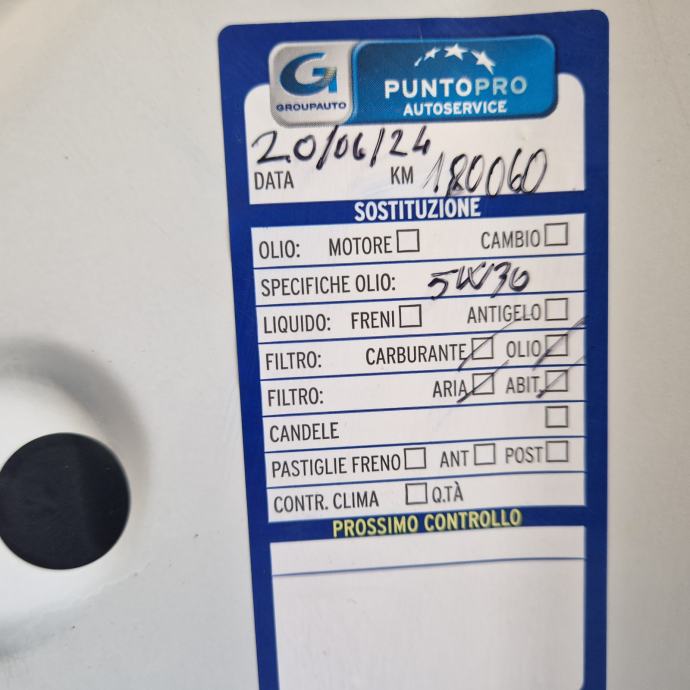 G
GROUPAUTO
PUNTOPRO
AUTOSERVICE
20/06/24
DATA KM 180060
SOSTITUZIONE
OLIO: MOTORE CAMBIO
SPECIFICHE OLIO: 5W30
LIQUIDO: FRENI ANTIGELO
FILTRO: CARBURANTE OLIO
FILTRO: ARIA ABIT.
CANDELE
PASTIGLIE FRENO ANT POST
CONTR. CLIMA Q.TÀ
PROSSIMO CONTROLLO